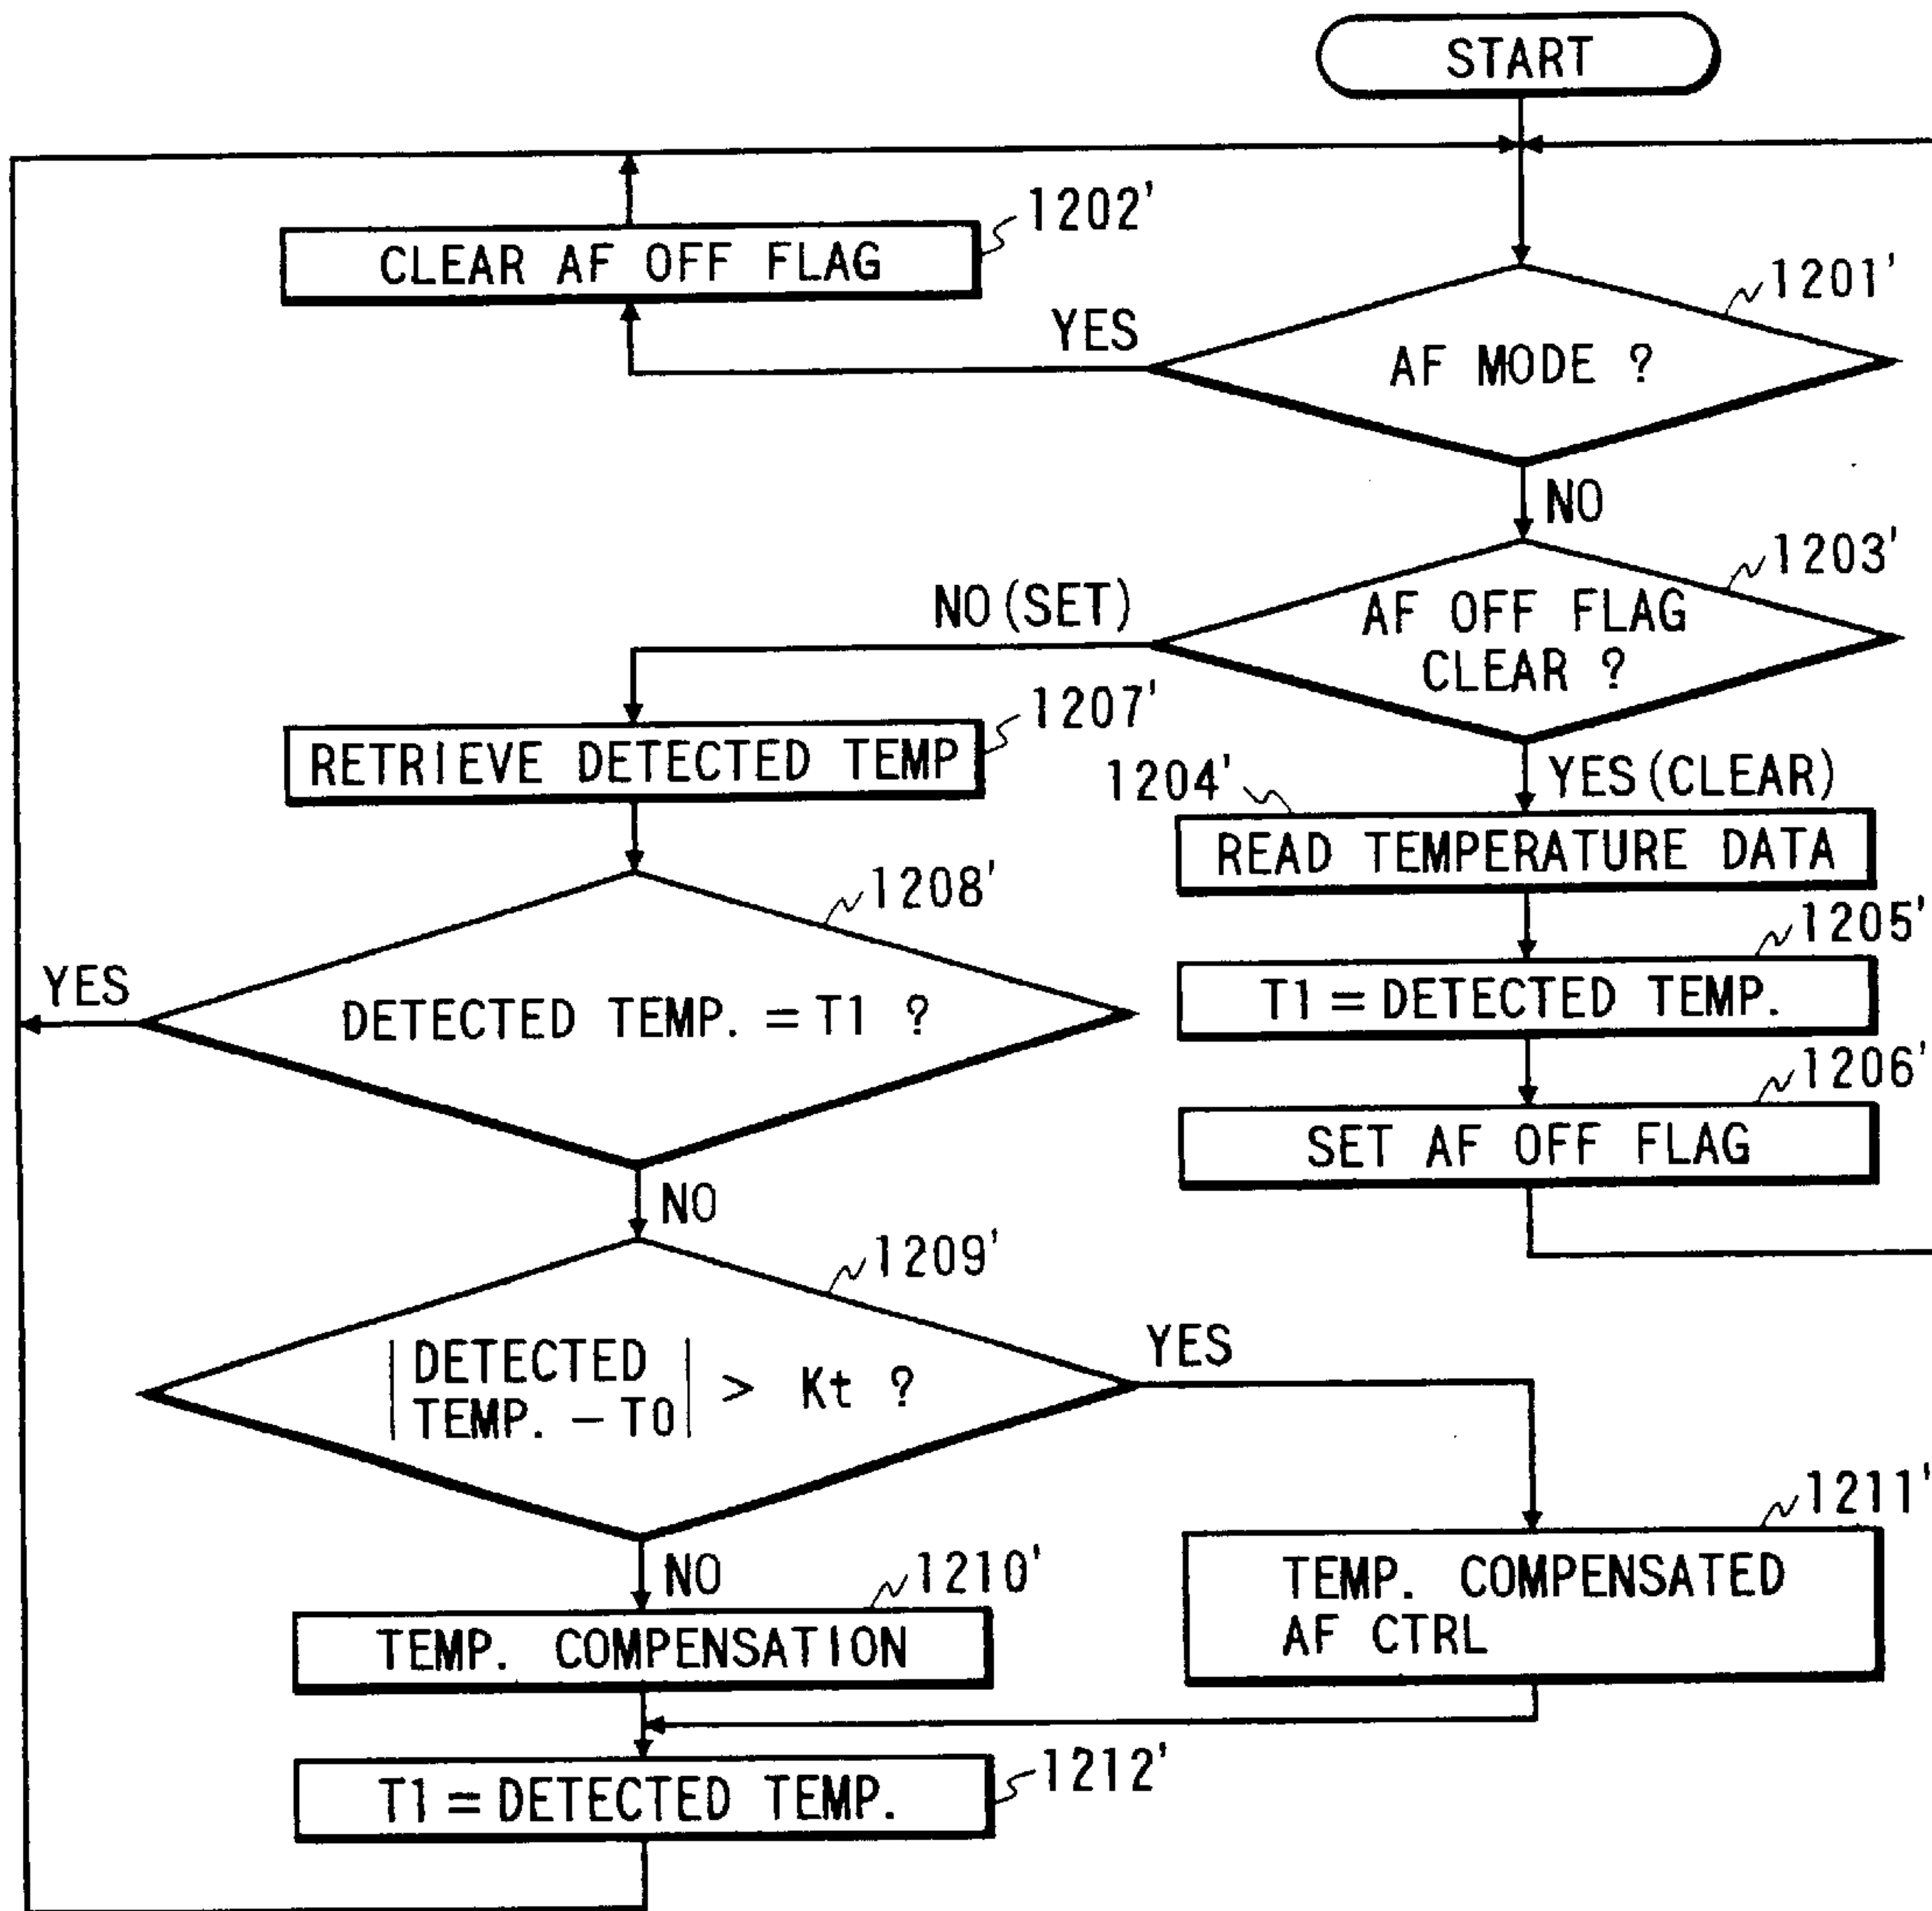 START
1202'
CLEAR AF OFF FLAG
1201'
YES
AF MODE ?
NO
1203'
NO(SET)
AF OFF FLAG
CLEAR ?
1207'
RETRIEVE DETECTED TEMP
1204'
YES(CLEAR)
READ TEMPERATURE DATA
1208'
1205'
YES
DETECTED TEMP. = T1 ?
T1 = DETECTED TEMP.
1206'
SET AF OFF FLAG
NO
1209'
YES
|DETECTED
TEMP. – T0| > Kt ?
1211'
NO
1210'
TEMP. COMPENSATED
AF CTRL
TEMP. COMPENSATION
1212'
T1 = DETECTED TEMP.